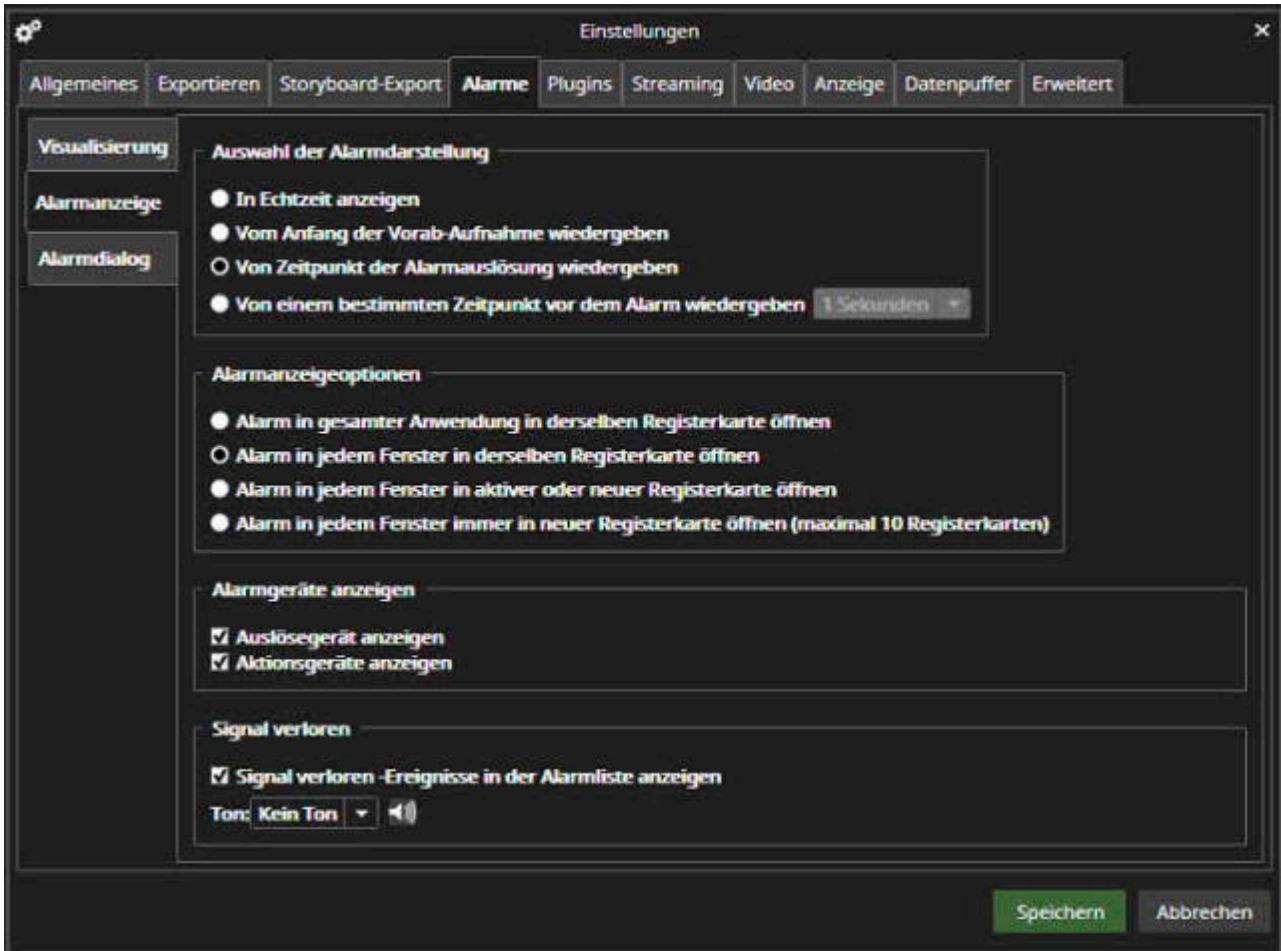 Einstellungen
Allgemeines Exportieren Storyboard-Export Alarme Plugins Streaming Video Anzeige Datenpuffer Erweitert
Visualisierung
Alarmanzeige
Alarmdialog
Auswahl der Alarmdarstellung
In Echtzeit anzeigen
Vom Anfang der Vorab-Aufnahme wiedergeben
Von Zeitpunkt der Alarmauslösung wiedergeben
Von einem bestimmten Zeitpunkt vor dem Alarm wiedergeben 1 Sekunden
Alarmanzeigeoptionen
Alarm in gesamter Anwendung in derselben Registerkarte öffnen
Alarm in jedem Fenster in derselben Registerkarte öffnen
Alarm in jedem Fenster in aktiver oder neuer Registerkarte öffnen
Alarm in jedem Fenster immer in neuer Registerkarte öffnen (maximal 10 Registerkarten)
Alarmgeräte anzeigen
Auslösegerät anzeigen
Aktionsgeräte anzeigen
Signal verloren
Signal verloren -Ereignisse in der Alarmliste anzeigen
Ton: Kein Ton
Speichern Abbrechen